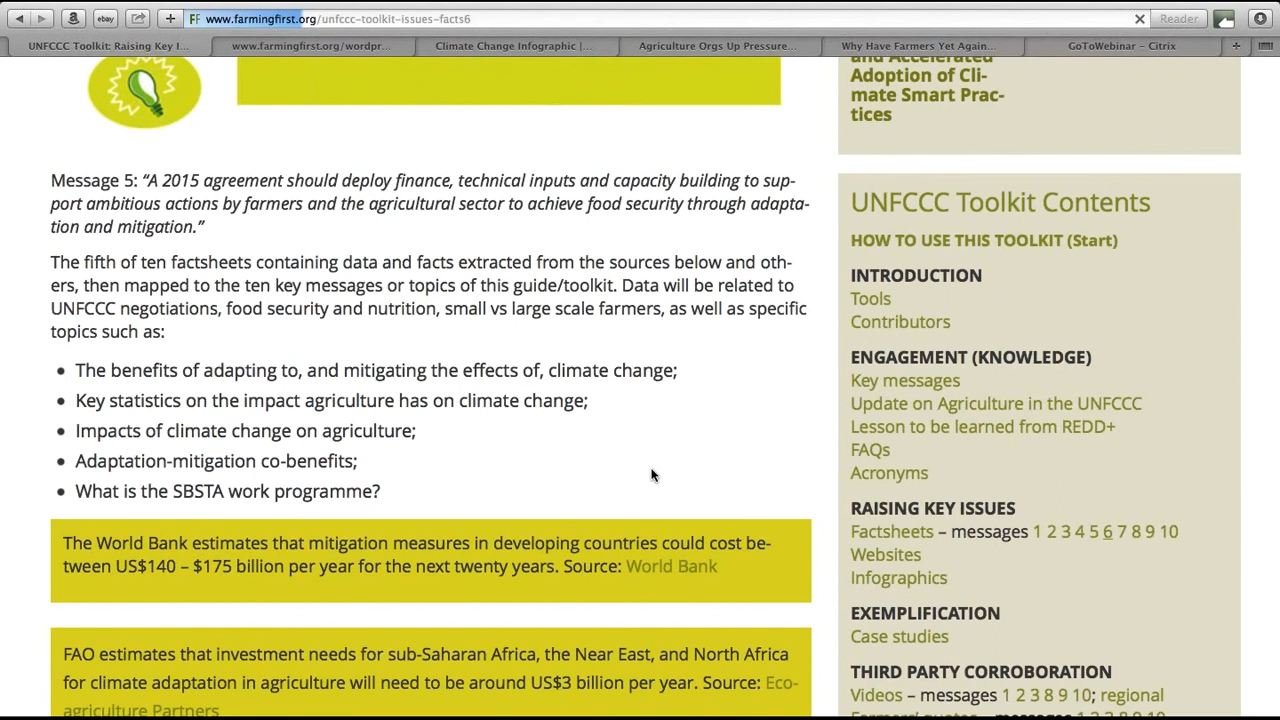 www.farmingfirst.org/unfccc-toolkit-issues-facts6
Reader
UNFCCC Toolkit: Raising Key I...
www.farmingfirst.org/wordpr...
Climate Change Infographic |...
Agriculture Orgs Up Pressure...
Why Have Farmers Yet Again...
GoToWebinar – Citrix
ebay
and Accelerated
Adoption of Cli-
mate Smart Prac-
tices
Message 5: “A 2015 agreement should deploy finance, technical inputs and capacity building to sup-
port ambitious actions by farmers and the agricultural sector to achieve food security through adapta-
tion and mitigation.”
The fifth of ten factsheets containing data and facts extracted from the sources below and oth-
ers, then mapped to the ten key messages or topics of this guide/toolkit. Data will be related to
UNFCCC negotiations, food security and nutrition, small vs large scale farmers, as well as specific
topics such as:
• The benefits of adapting to, and mitigating the effects of, climate change;
• Key statistics on the impact agriculture has on climate change;
• Impacts of climate change on agriculture;
• Adaptation-mitigation co-benefits;
• What is the SBSTA work programme?
The World Bank estimates that mitigation measures in developing countries could cost be-
tween US$140 – $175 billion per year for the next twenty years. Source: World Bank
FAO estimates that investment needs for sub-Saharan Africa, the Near East, and North Africa
for climate adaptation in agriculture will need to be around US$3 billion per year. Source: Eco-
agriculture Partners
UNFCCC Toolkit Contents
HOW TO USE THIS TOOLKIT (Start)
INTRODUCTION
Tools
Contributors
ENGAGEMENT (KNOWLEDGE)
Key messages
Update on Agriculture in the UNFCCC
Lesson to be learned from REDD+
FAQs
Acronyms
RAISING KEY ISSUES
Factsheets – messages 1 2 3 4 5 6 7 8 9 10
Websites
Infographics
EXEMPLIFICATION
Case studies
THIRD PARTY CORROBORATION
Videos – messages 1 2 3 8 9 10; regional
Farmers' quotes – messages 1 2 3 8 9 10